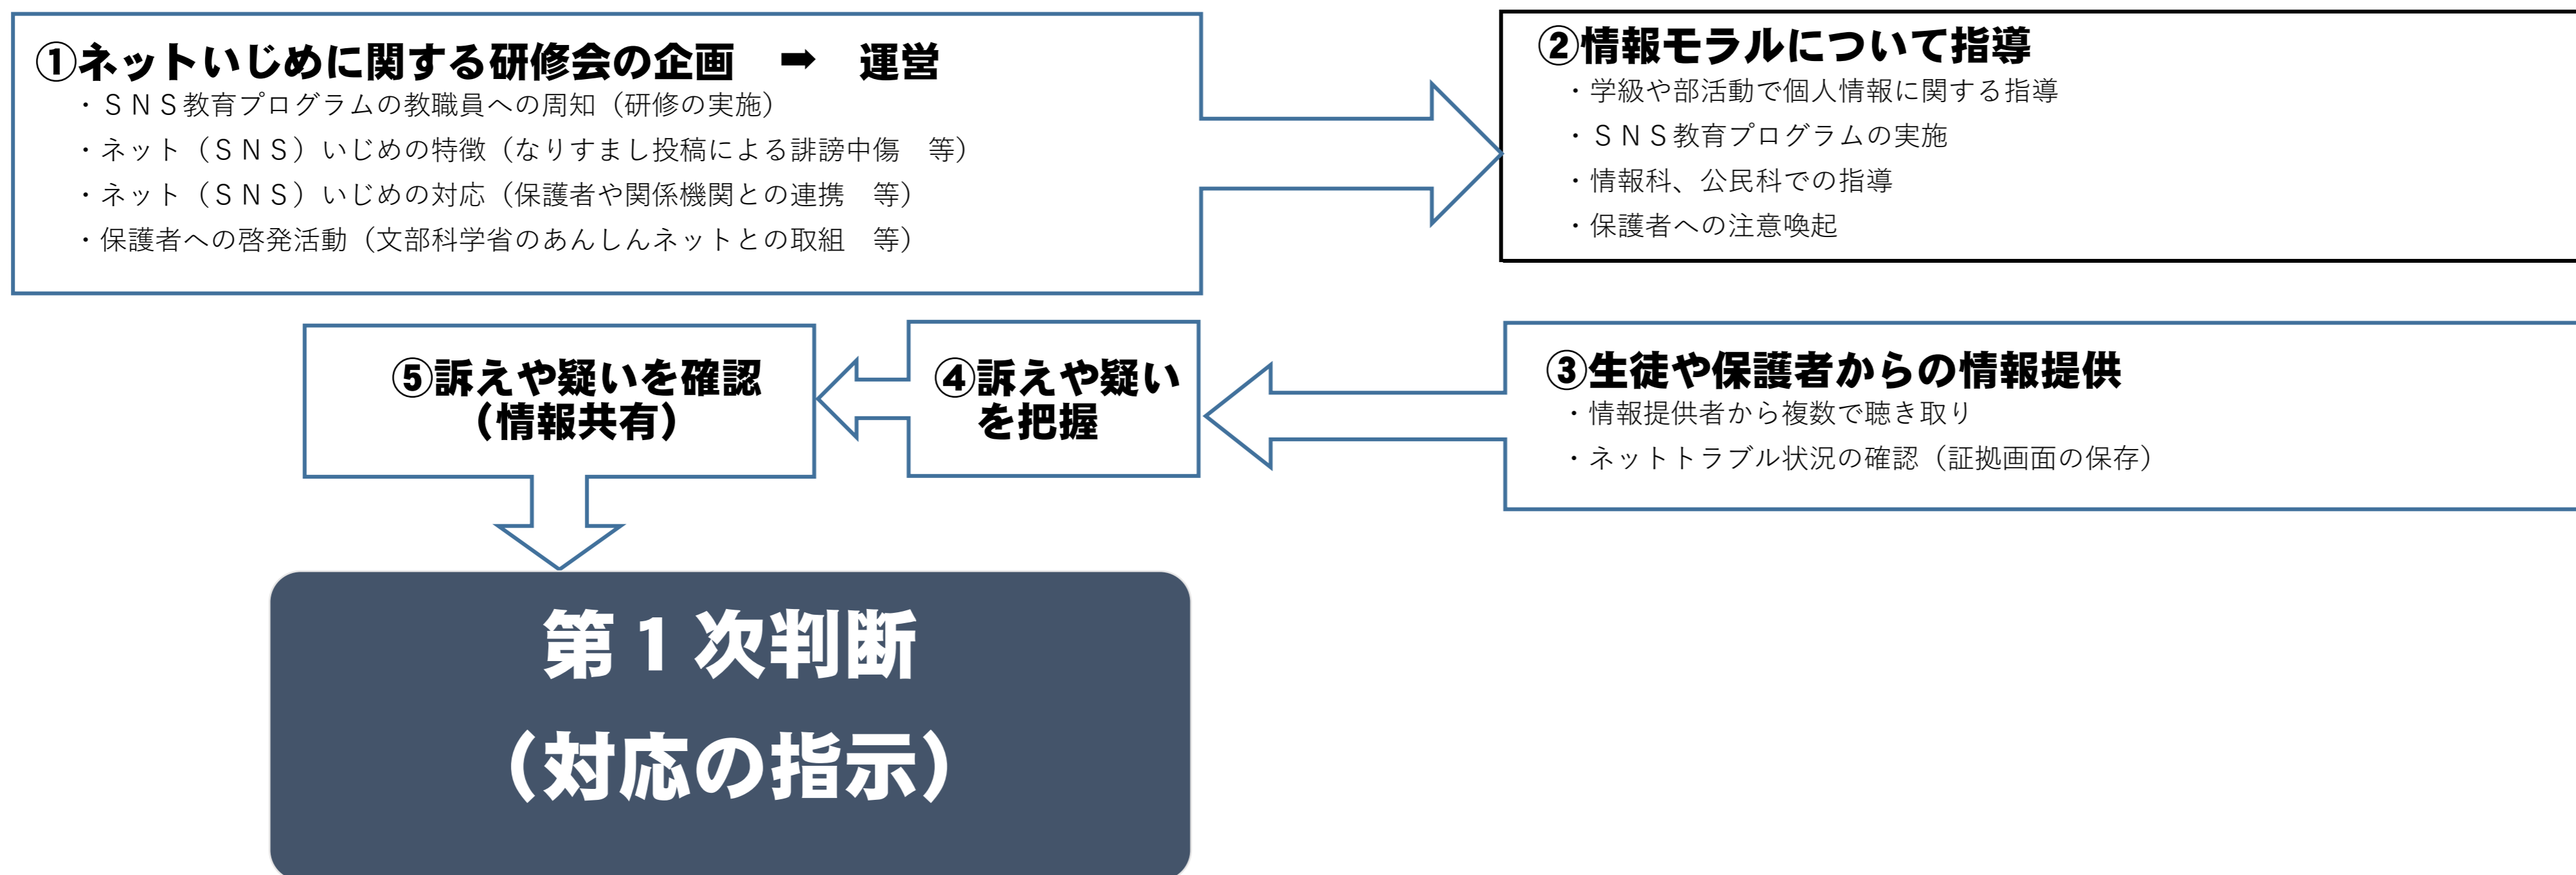 ①ネットいじめに関する研修会の企画　➡　運営
・ＳＮＳ教育プログラムの教職員への周知（研修の実施）
・ネット（ＳＮＳ）いじめの特徴（なりすまし投稿による誹謗中傷　等）
・ネット（ＳＮＳ）いじめの対応（保護者や関係機関との連携　等）
・保護者への啓発活動（文部科学省のあんしんネットとの取組　等）
②情報モラルについて指導
・学級や部活動で個人情報に関する指導
・ＳＮＳ教育プログラムの実施
・情報科、公民科での指導
・保護者への注意喚起
③生徒や保護者からの情報提供
・情報提供者から複数で聴き取り
・ネットトラブル状況の確認（証拠画面の保存）
④訴えや疑い
を把握
⑤訴えや疑いを確認
（情報共有）
第１次判断
（対応の指示）